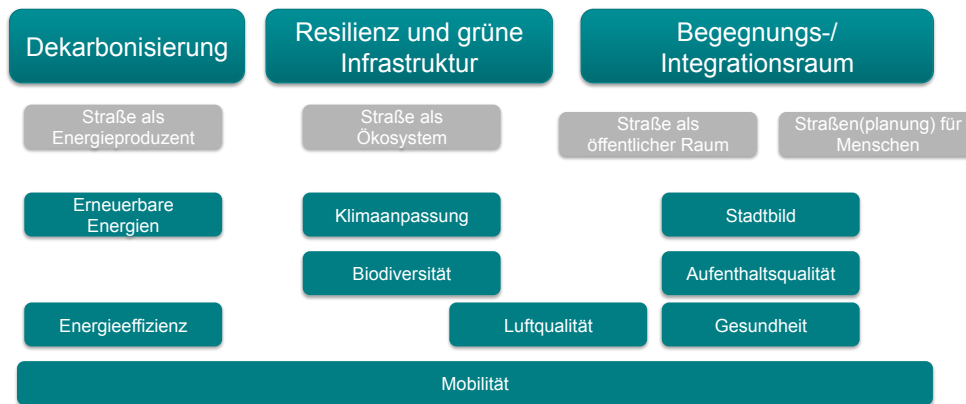 Dekarbonisierung
Resilienz und grüne
Infrastruktur
Begegnungs-/
Integrationsraum
Straße als
Energieproduzent
Straße als
Ökosystem
Straße als
öffentlicher Raum
Straßen(planung) für
Menschen
Erneuerbare
Energien
Klimaanpassung
Stadtbild
Biodiversität
Aufenthaltsqualität
Energieeffizienz
Luftqualität
Gesundheit
Mobilität